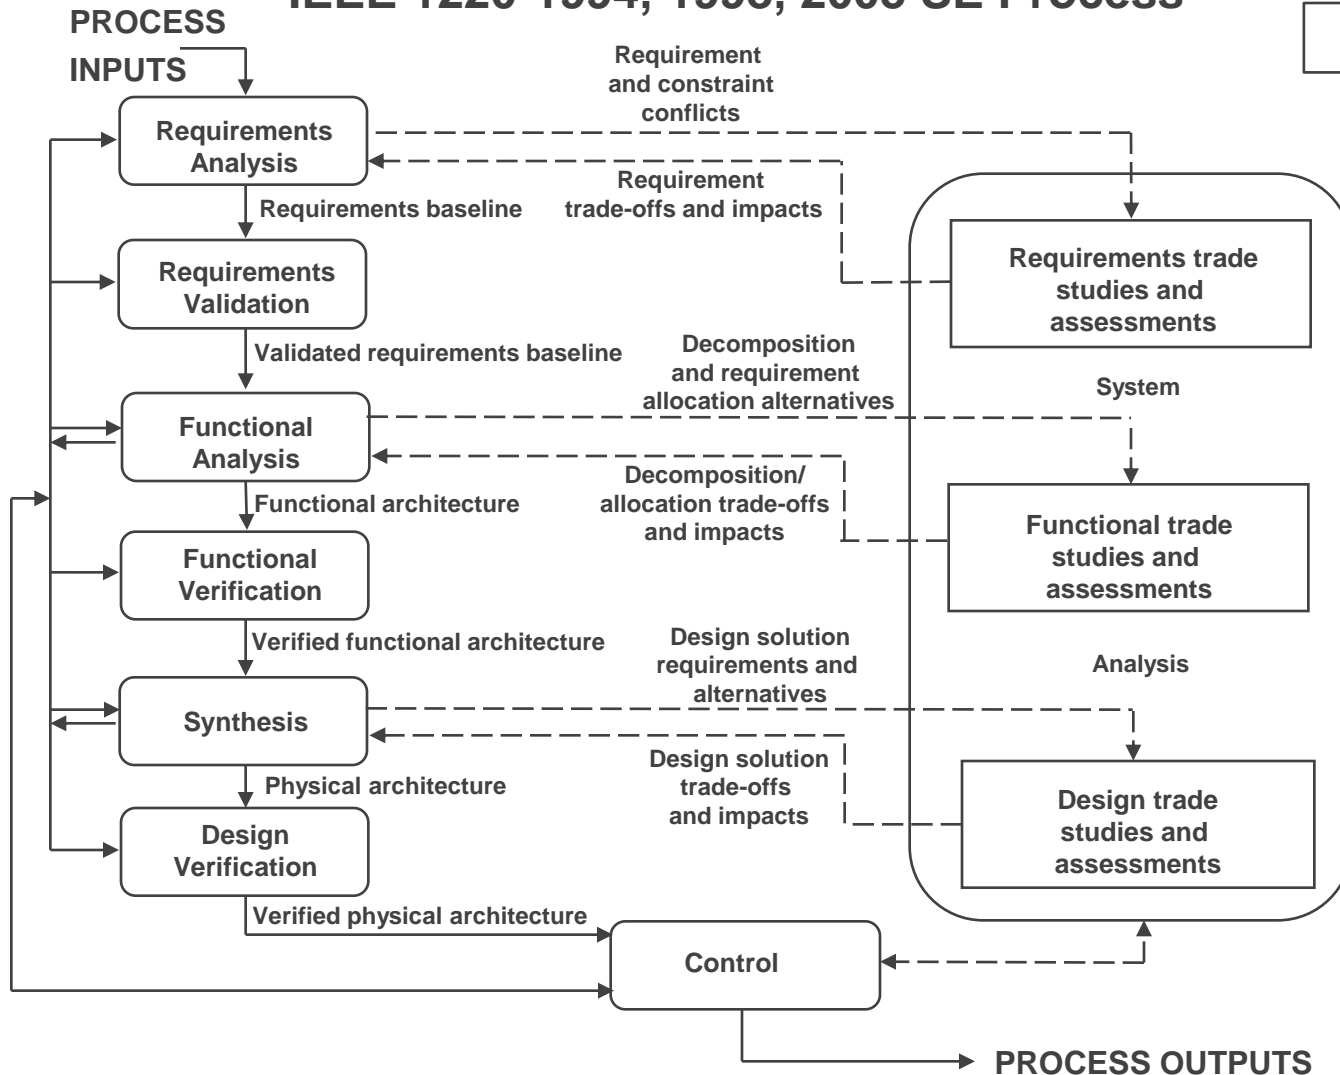 IEEE 1220-1994, 1998, 2005 SE Process
PROCESS
INPUTS
Requirement
and constraint
conflicts
Requirements
Analysis
Requirement
trade-offs and impacts
Requirements baseline
Requirements
Validation
Requirements trade
studies and
assessments
Validated requirements baseline
Decomposition
and requirement
allocation alternatives
System
Functional
Analysis
Decomposition/
allocation trade-offs
and impacts
Functional architecture
Functional trade
studies and
assessments
Functional
Verification
Verified functional architecture
Design solution
requirements and
alternatives
Analysis
Synthesis
Design solution
trade-offs
and impacts
Physical architecture
Design trade
studies and
assessments
Design
Verification
Verified physical architecture
Control
PROCESS OUTPUTS